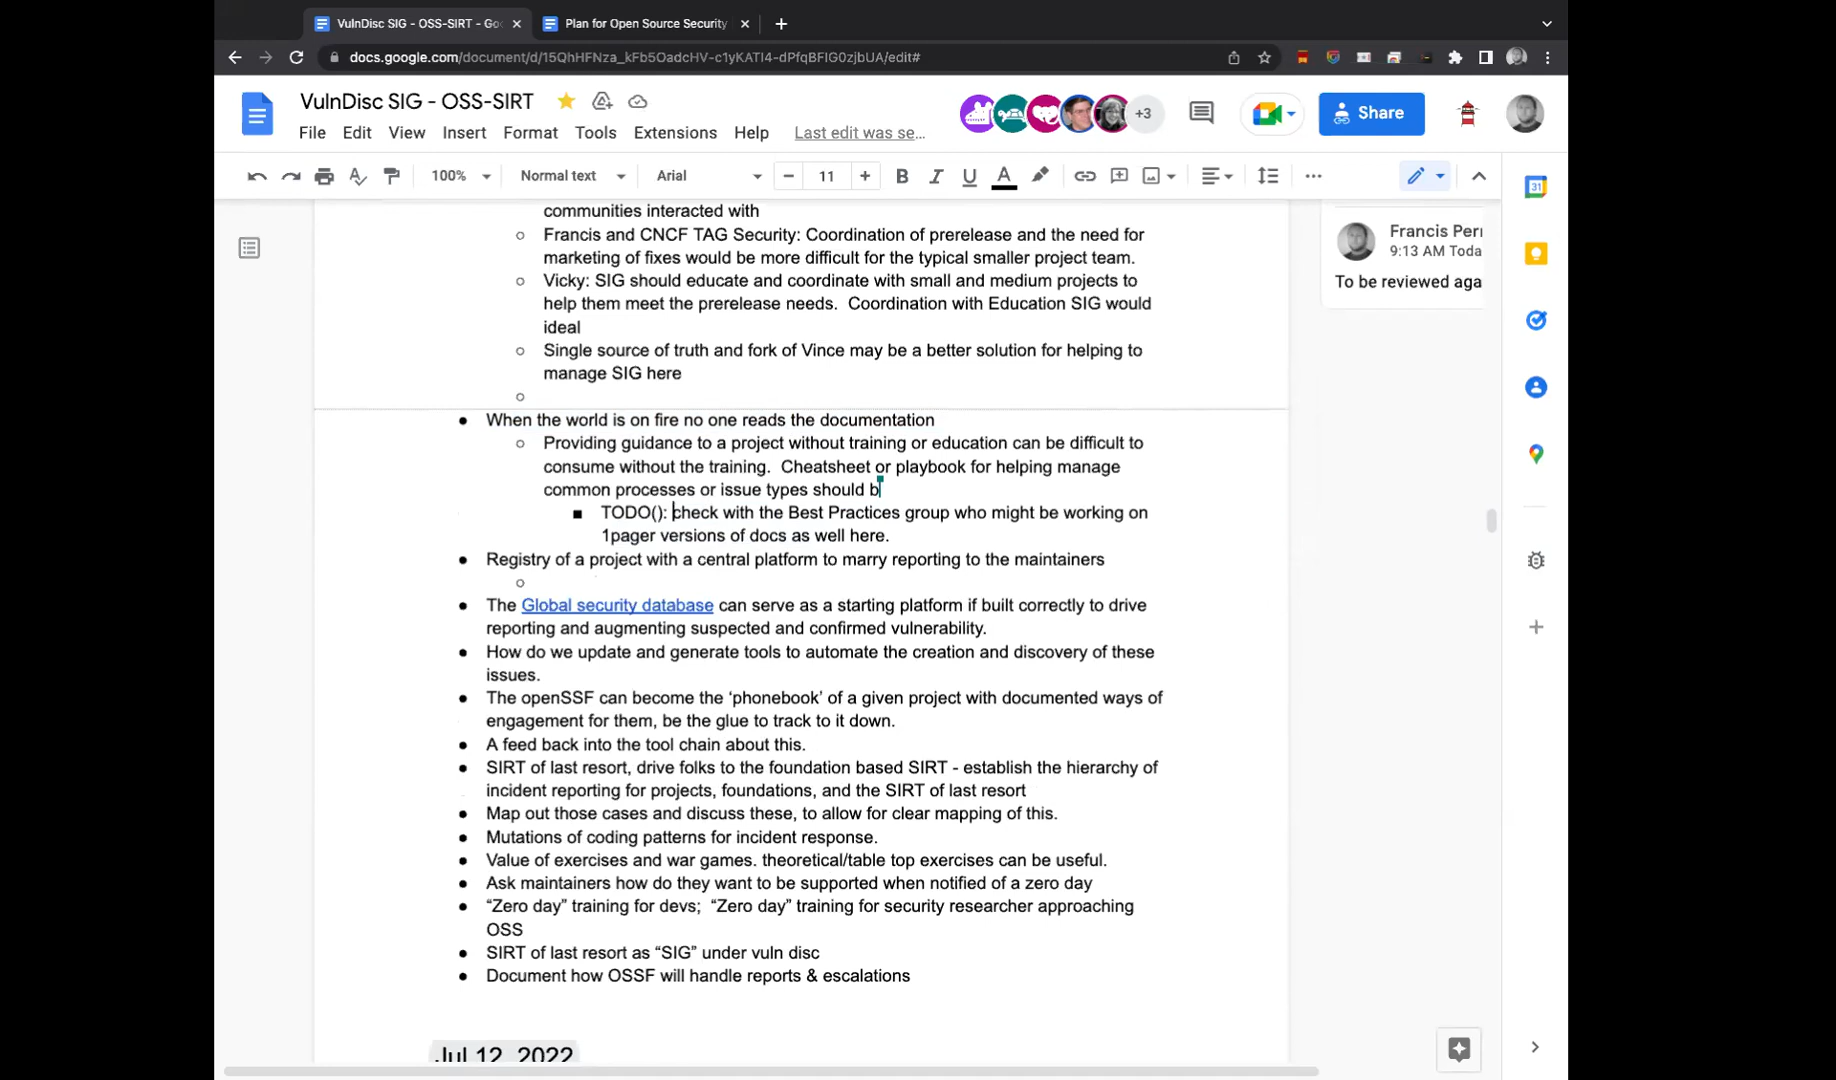 VulnDisc SIG - OSS-SIRT - Goo
Plan for Open Source Security
docs.google.com/document/d/15QhHFNza_kFb5OadcHV-c1yKATI4-dPfqBFIG0zjbUA/edit#
VulnDisc SIG - OSS-SIRT
+3
Share
File Edit View Insert Format Tools Extensions Help Last edit was se...
100% Normal text Arial 11 B I U A
31
communities interacted with
Francis and CNCF TAG Security: Coordination of prerelease and the need for
marketing of fixes would be more difficult for the typical smaller project team.
Vicky: SIG should educate and coordinate with small and medium projects to
help them meet the prerelease needs. Coordination with Education SIG would
ideal
Single source of truth and fork of Vince may be a better solution for helping to
manage SIG here
When the world is on fire no one reads the documentation
Providing guidance to a project without training or education can be difficult to
consume without the training. Cheatsheet or playbook for helping manage
common processes or issue types should b
TODO(): check with the Best Practices group who might be working on
1pager versions of docs as well here.
Registry of a project with a central platform to marry reporting to the maintainers
The Global security database can serve as a starting platform if built correctly to drive
reporting and augmenting suspected and confirmed vulnerability.
How do we update and generate tools to automate the creation and discovery of these
issues.
The openSSF can become the ‘phonebook’ of a given project with documented ways of
engagement for them, be the glue to track to it down.
A feed back into the tool chain about this.
SIRT of last resort, drive folks to the foundation based SIRT - establish the hierarchy of
incident reporting for projects, foundations, and the SIRT of last resort
Map out those cases and discuss these, to allow for clear mapping of this.
Mutations of coding patterns for incident response.
Value of exercises and war games. theoretical/table top exercises can be useful.
Ask maintainers how do they want to be supported when notified of a zero day
“Zero day” training for devs; “Zero day” training for security researcher approaching
OSS
SIRT of last resort as “SIG” under vuln disc
Document how OSSF will handle reports & escalations
Jul 12, 2022
Francis Perr
9:13 AM Toda
To be reviewed aga